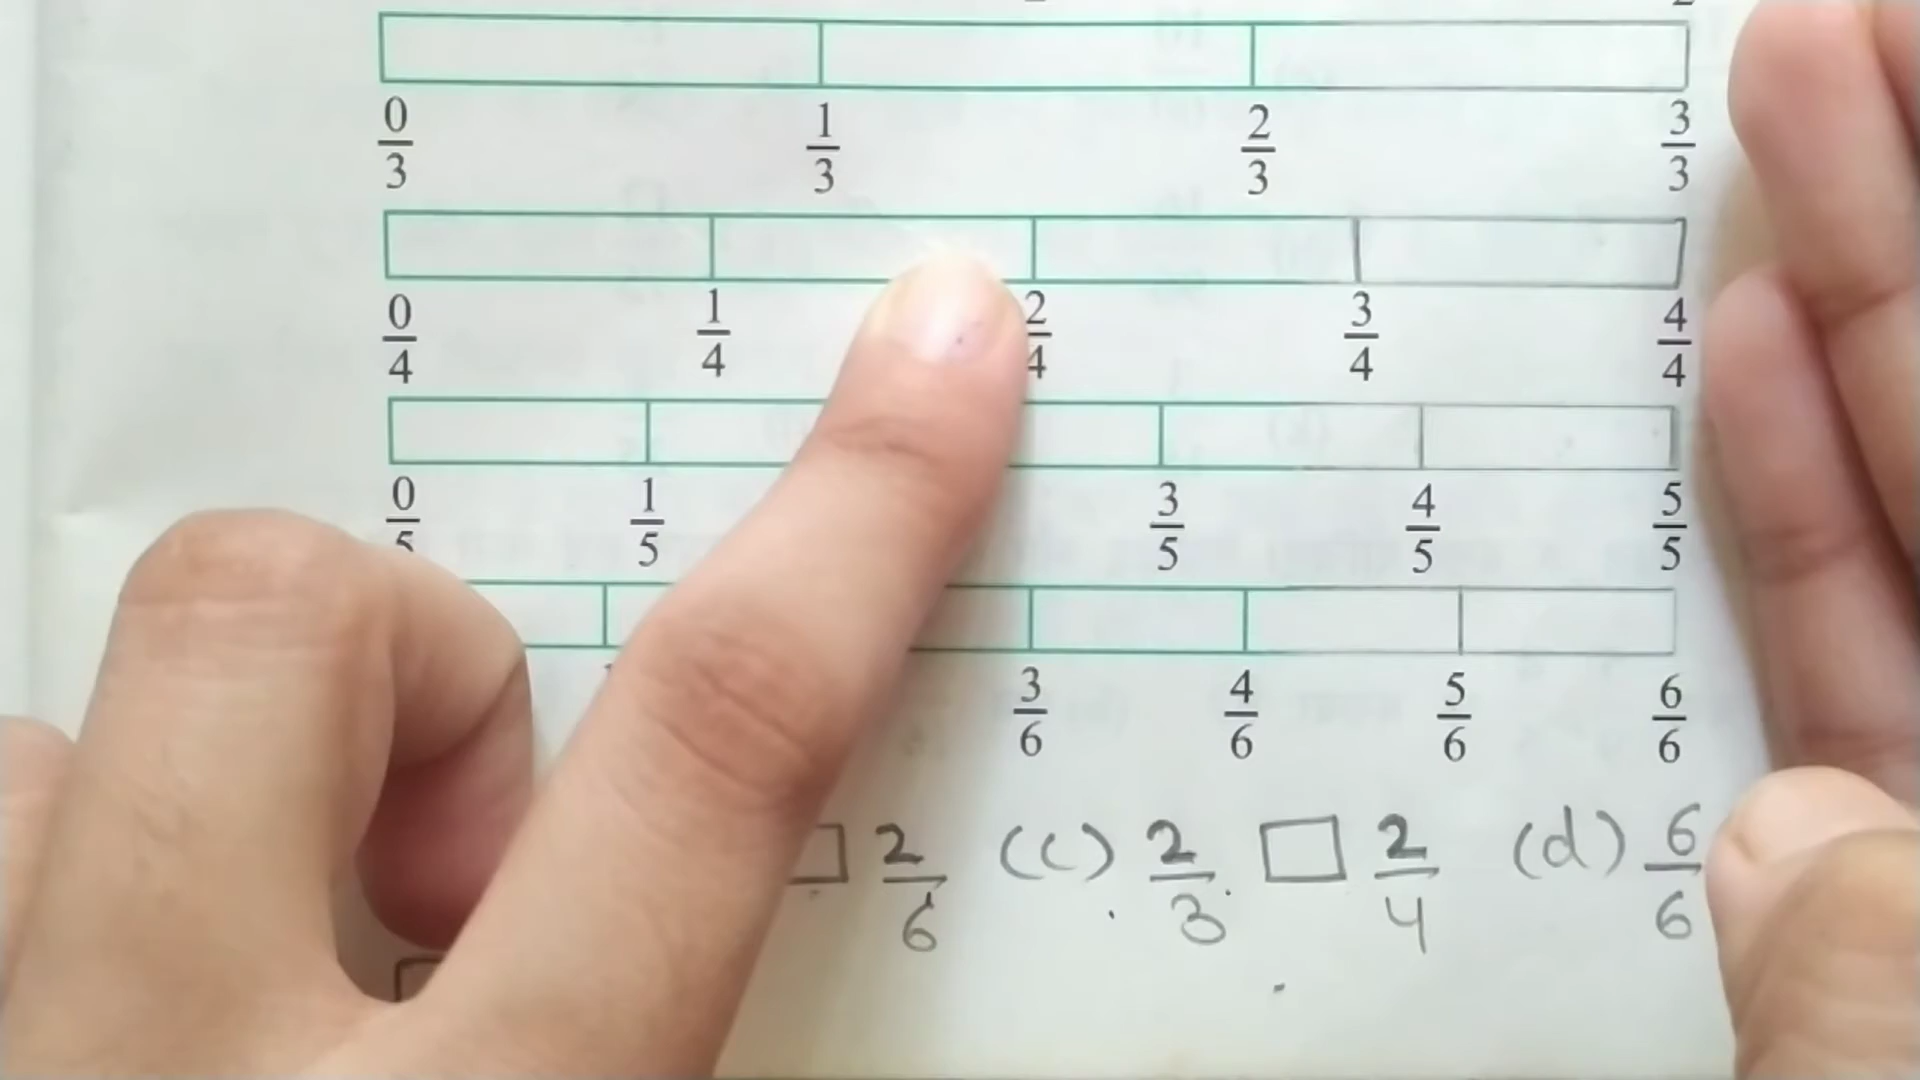 0/3 1/3 2/3 3/3
0/4 1/4 2/4 3/4 4/4
0/5 1/5 3/5 4/5 5/5
3/6 4/6 5/6 6/6
□ 2/6 (c) 2/3 □ 2/4 (d) 6/6